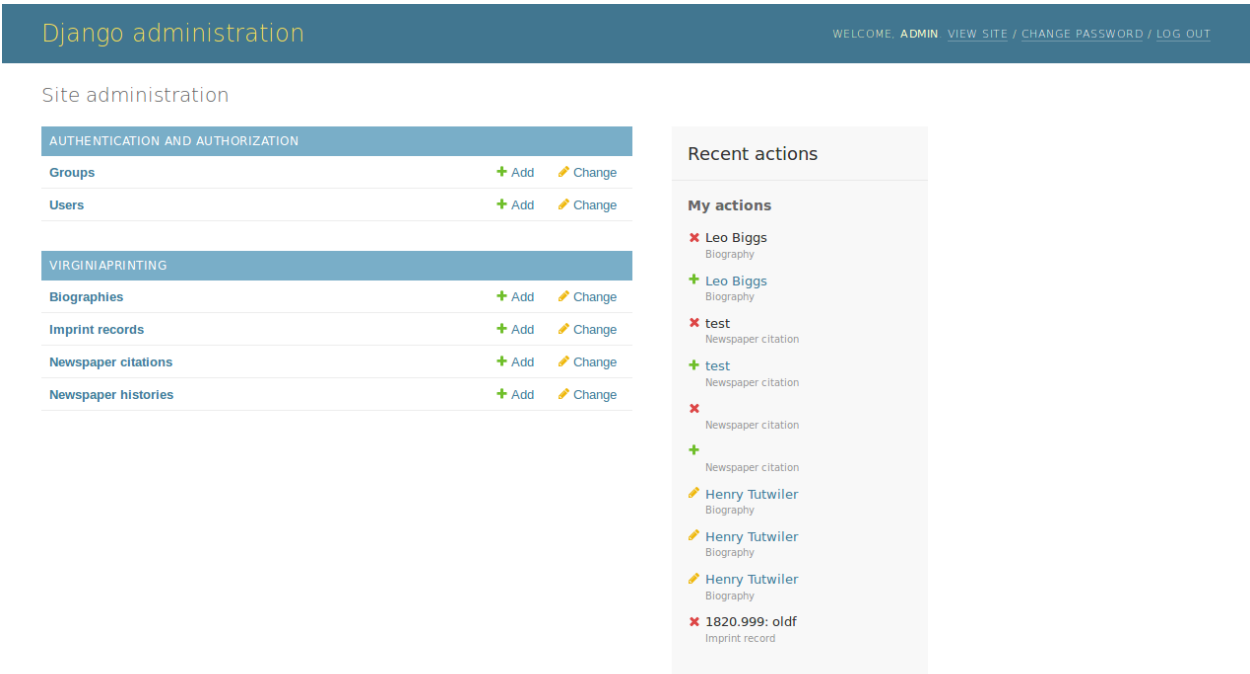 Django administration
WELCOME, ADMIN. VIEW SITE / CHANGE PASSWORD / LOG OUT
Site administration
AUTHENTICATION AND AUTHORIZATION
Groups Add Change
Users Add Change
VIRGINIAPRINTING
Biographies Add Change
Imprint records Add Change
Newspaper citations Add Change
Newspaper histories Add Change
Recent actions
My actions
Leo Biggs
Biography
Leo Biggs
Biography
test
Newspaper citation
test
Newspaper citation
Newspaper citation
Newspaper citation
Henry Tutwiler
Biography
Henry Tutwiler
Biography
Henry Tutwiler
Biography
1820.999: oldf
Imprint record